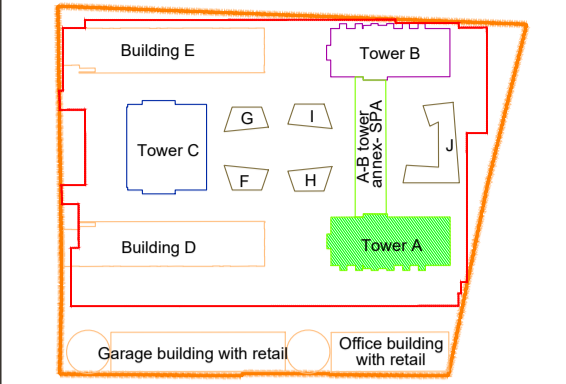 Building E
Tower B
G
I
A-B tower
annex- SPA
J
Tower C
F
H
Building D
Tower A
Garage building with retail
Office building
with retail